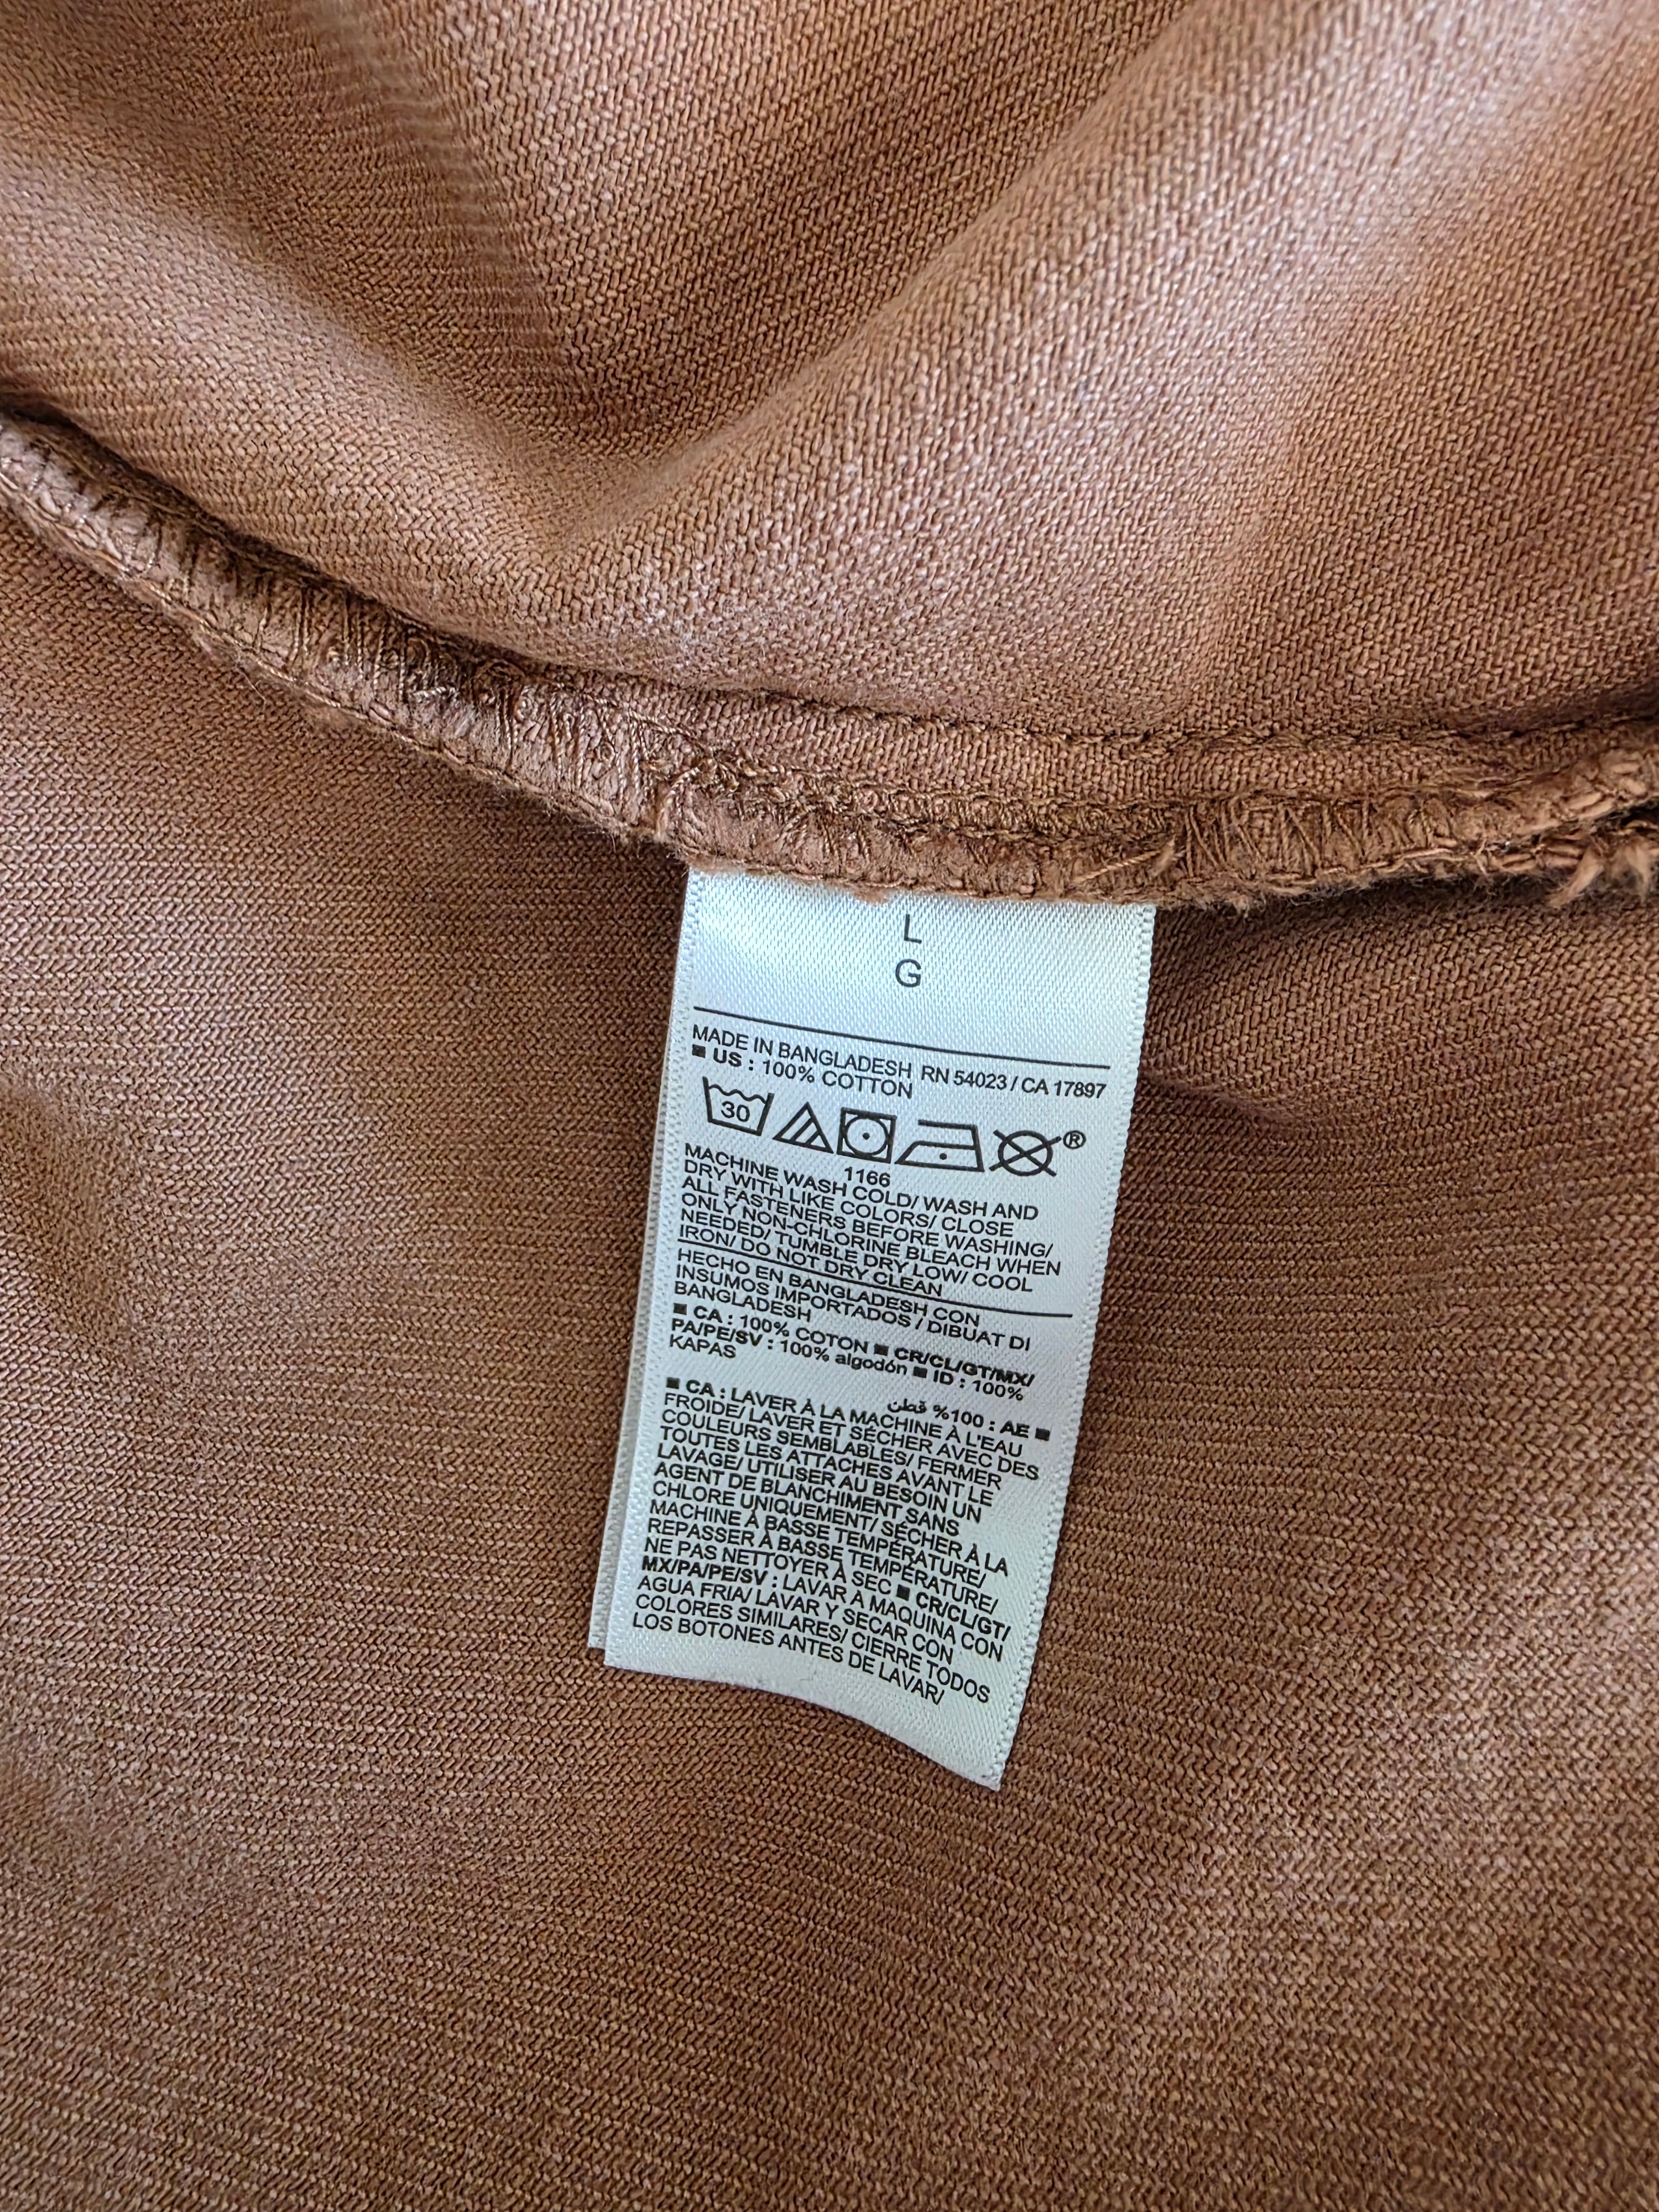 L
G
MADE IN BANGLADESH RN 54023 / CA 17897
■ US : 100% COTTON
30
®
1166
MACHINE WASH COLD/ WASH AND
DRY WITH LIKE COLORS/ CLOSE
ALL FASTENERS BEFORE WASHING/
ONLY NON-CHLORINE BLEACH WHEN
NEEDED/ TUMBLE DRY LOW/ COOL
IRON/ DO NOT DRY CLEAN
HECHO EN BANGLADESH CON
INSUMOS IMPORTADOS / DIBUAT DI
BANGLADESH
■ CA : 100% COTON ■ CR/CL/GT/MX/
PA/PE/SV : 100% algodón ■ ID : 100%
KAPAS
■ AE : 100% قطن
■ CA : LAVER À LA MACHINE À L'EAU
FROIDE/ LAVER ET SÉCHER AVEC DES
COULEURS SEMBLABLES/ FERMER
TOUTES LES ATTACHES AVANT LE
LAVAGE/ UTILISER AU BESOIN UN
AGENT DE BLANCHIMENT SANS
CHLORE UNIQUEMENT/ SÉCHER À LA
MACHINE À BASSE TEMPÉRATURE/
REPASSER À BASSE TEMPÉRATURE/
NE PAS NETTOYER À SEC ■ CR/CL/GT/
MX/PA/PE/SV : LAVAR A MAQUINA CON
AGUA FRIA/ LAVAR Y SECAR CON
COLORES SIMILARES/ CIERRE TODOS
LOS BOTONES ANTES DE LAVAR/